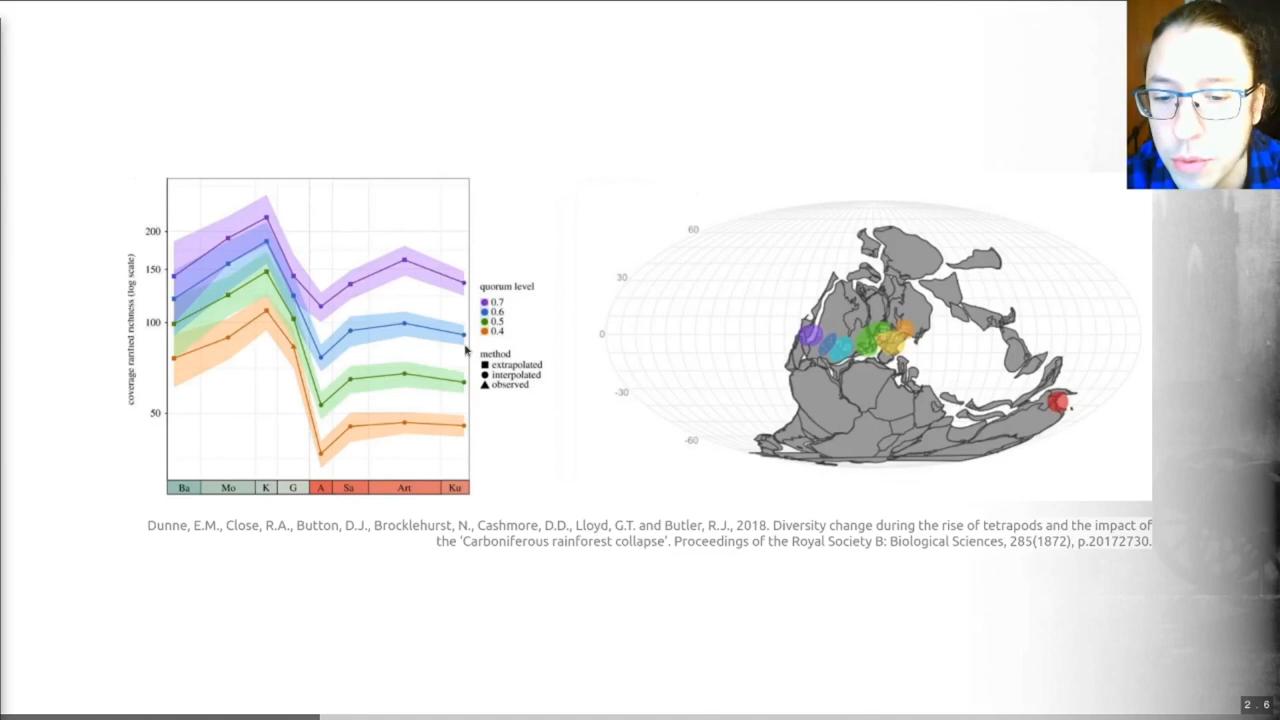 200
150
100
50
coverage rarified richness (log scale)
Ba Mo K G A Sa Art Ku
quorum level
0.7
0.6
0.5
0.4
method
extrapolated
interpolated
observed
60
30
0
-30
-60
Dunne, E.M., Close, R.A., Button, D.J., Brocklehurst, N., Cashmore, D.D., Lloyd, G.T. and Butler, R.J., 2018. Diversity change during the rise of tetrapods and the impact of
the ‘Carboniferous rainforest collapse’. Proceedings of the Royal Society B: Biological Sciences, 285(1872), p.20172730.
2 . 6